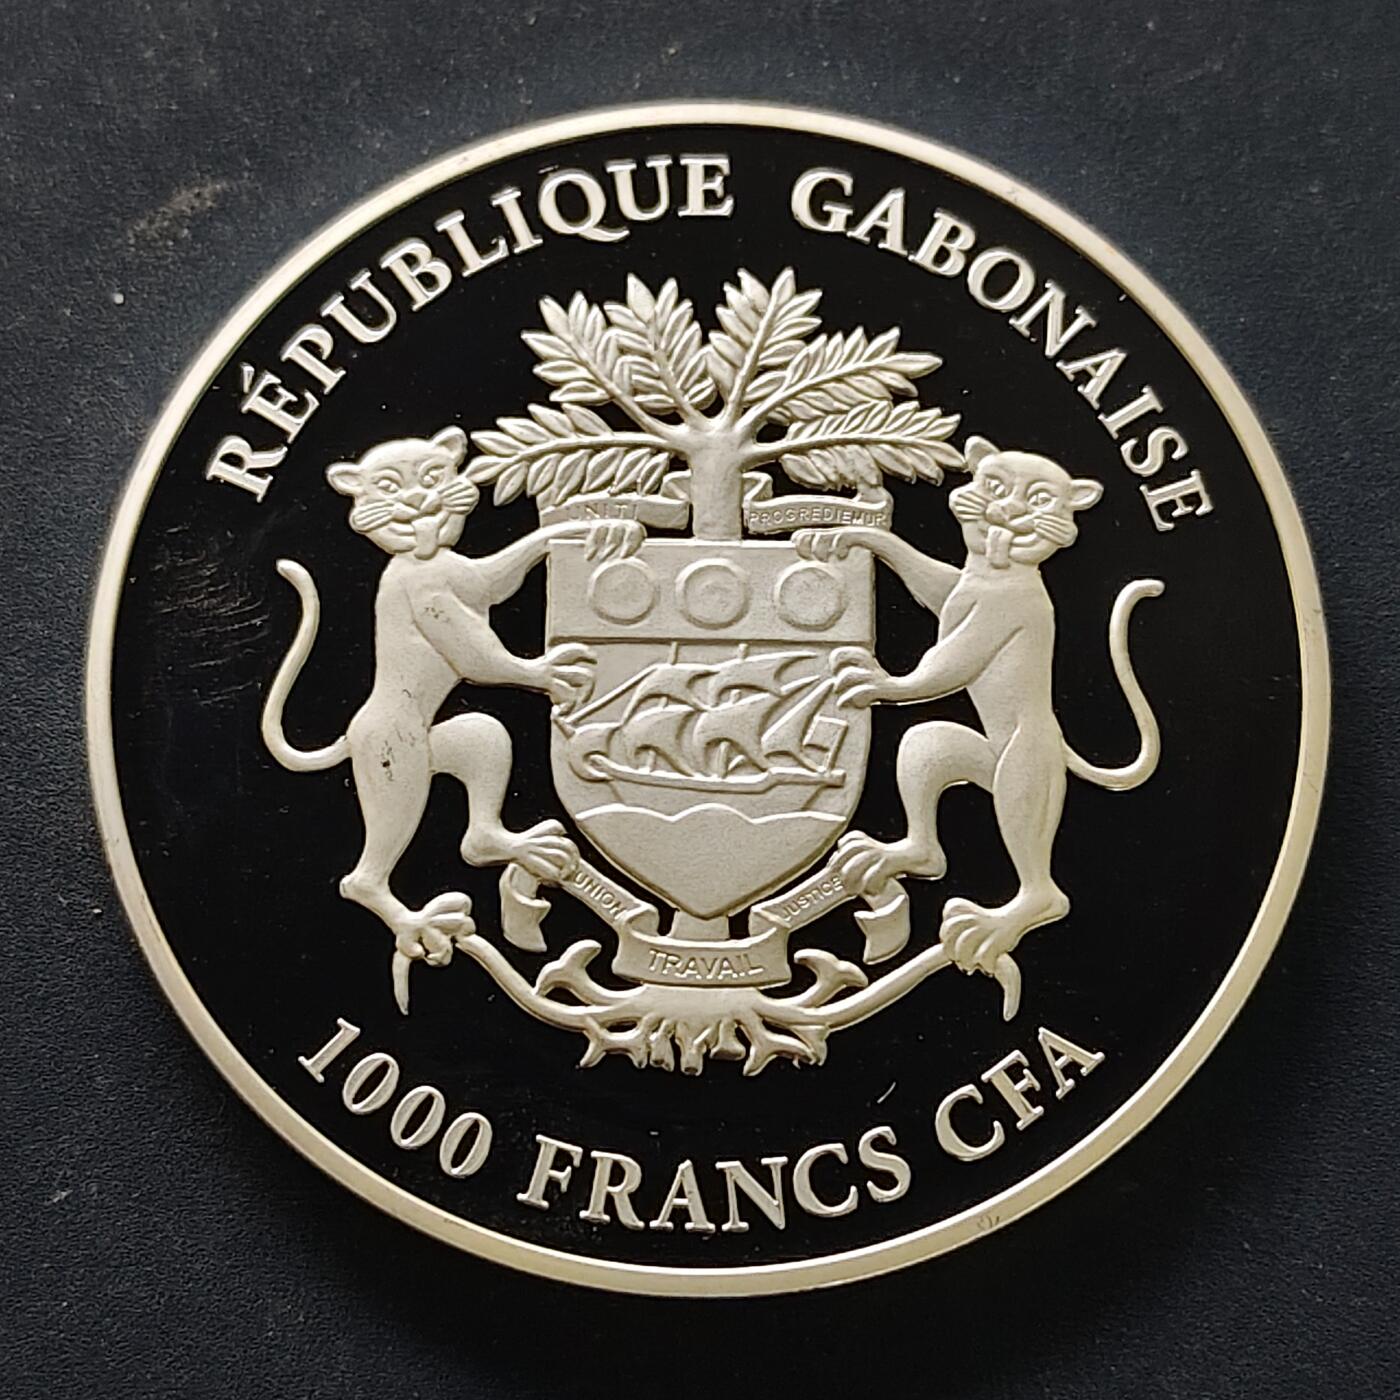 RÉPUBLIQUE GABONAISE
UNITI PROGREDIEMUR
UNION TRAVAIL JUSTICE
1000 FRANCS CFA